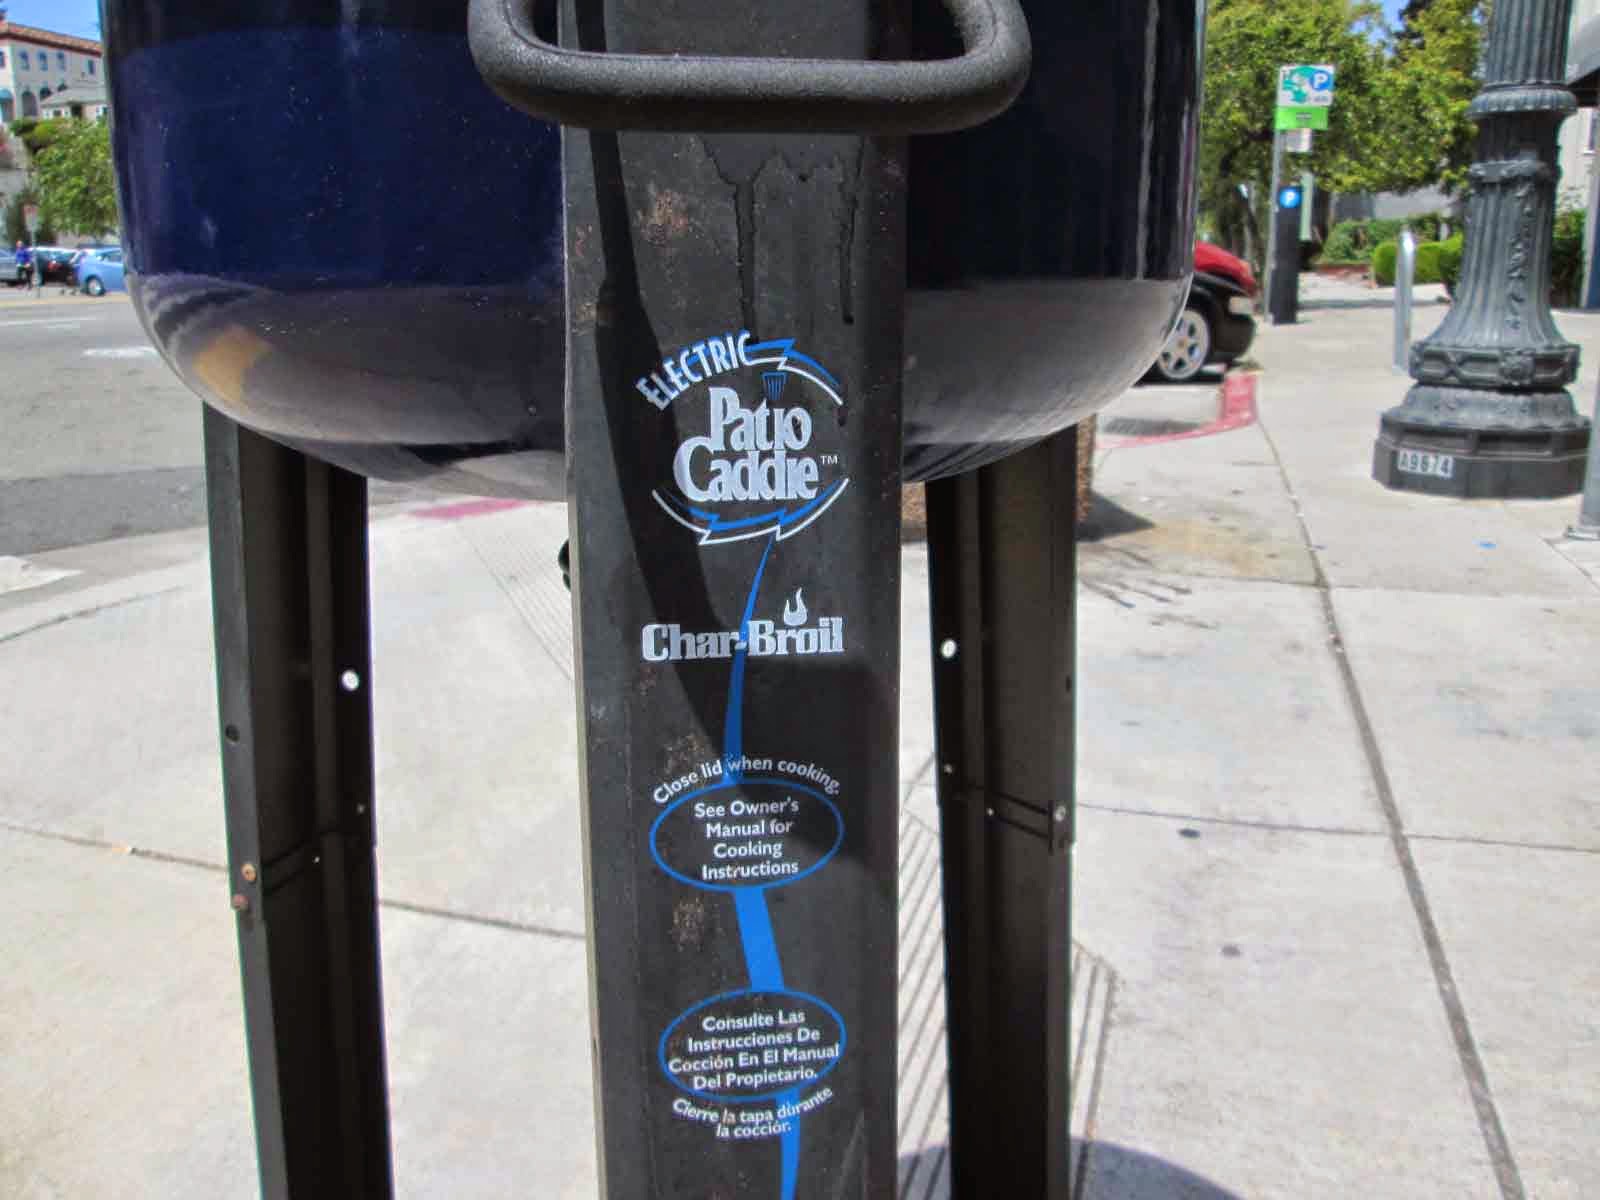 P
P
A9874
ELECTRIC
Patio
Caddie™
Char-Broil
Close lid when cooking.
See Owner's
Manual for
Cooking
Instructions
Consulte Las
Instrucciones De
Cocción En El Manual
Del Propietario.
Cierre la tapa durante
la cocción.